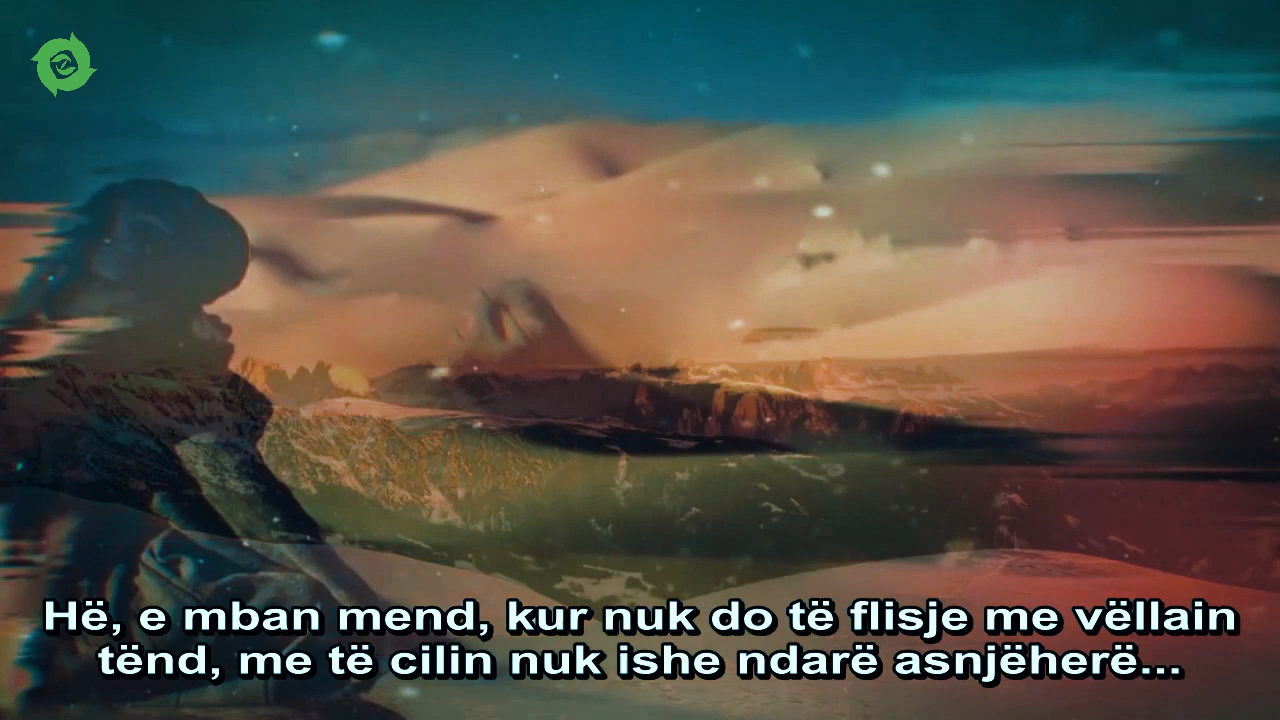 Hë, e mban mend, kur nuk do të flisje me vëllain
tënd, me të cilin nuk ishe ndarë asnjëherë...